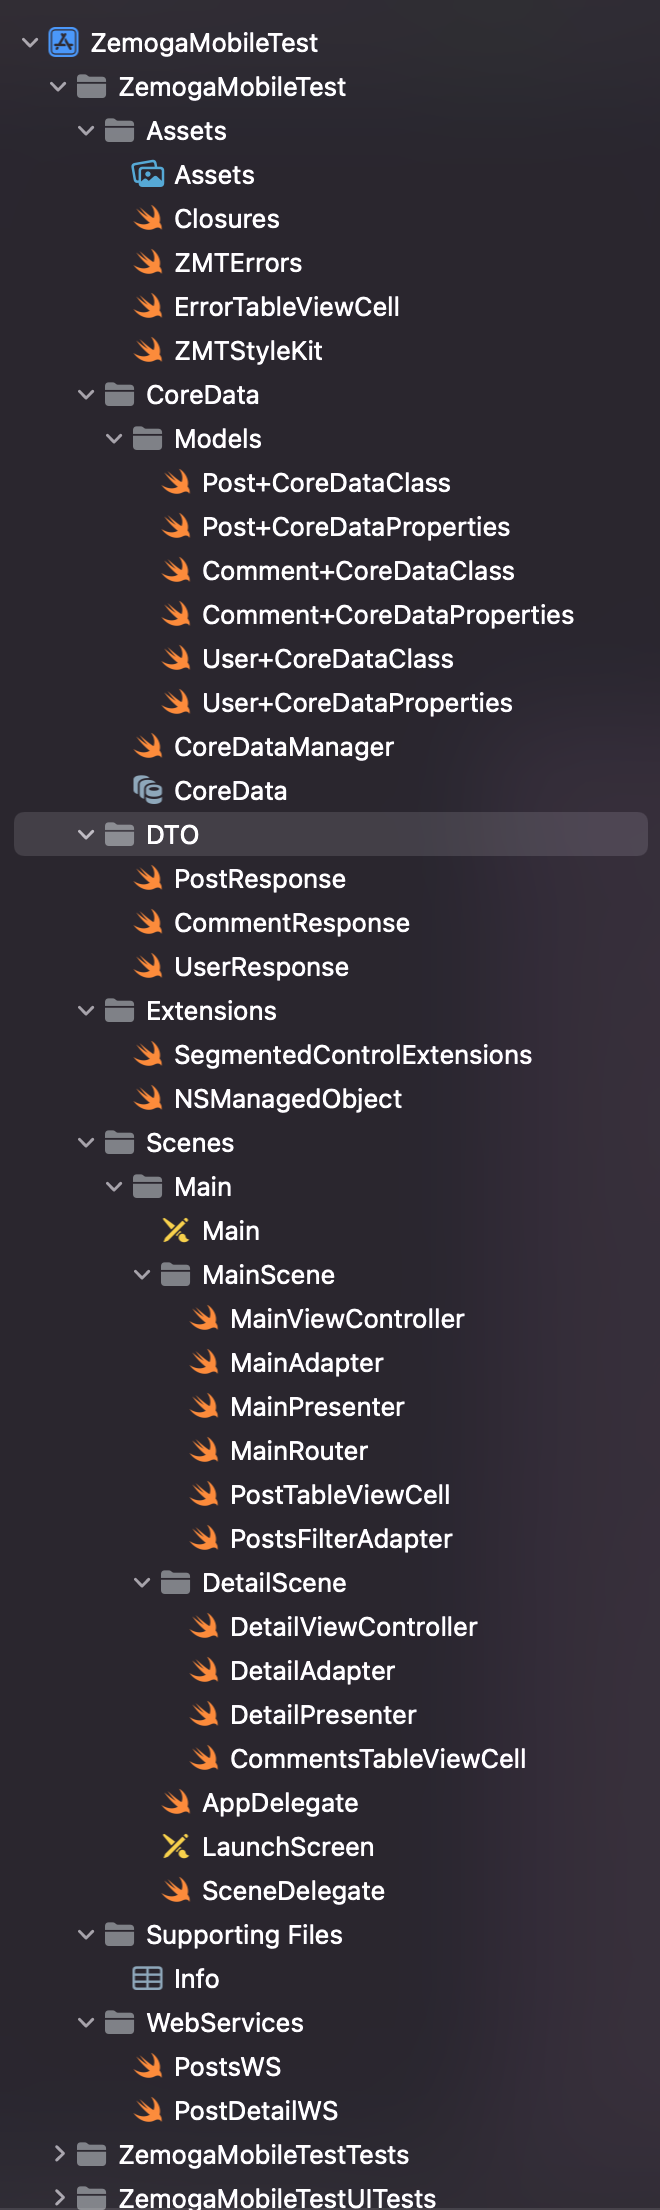 ZemogaMobileTest
ZemogaMobileTest
Assets
Assets
Closures
ZMTErrors
ErrorTableViewCell
ZMTStyleKit
CoreData
Models
Post+CoreDataClass
Post+CoreDataProperties
Comment+CoreDataClass
Comment+CoreDataProperties
User+CoreDataClass
User+CoreDataProperties
CoreDataManager
CoreData
DTO
PostResponse
CommentResponse
UserResponse
Extensions
SegmentedControlExtensions
NSManagedObject
Scenes
Main
Main
MainScene
MainViewController
MainAdapter
MainPresenter
MainRouter
PostTableViewCell
PostsFilterAdapter
DetailScene
DetailViewController
DetailAdapter
DetailPresenter
CommentsTableViewCell
AppDelegate
LaunchScreen
SceneDelegate
Supporting Files
Info
WebServices
PostsWS
PostDetailWS
ZemogaMobileTestTests
ZemogaMobileTestUITests